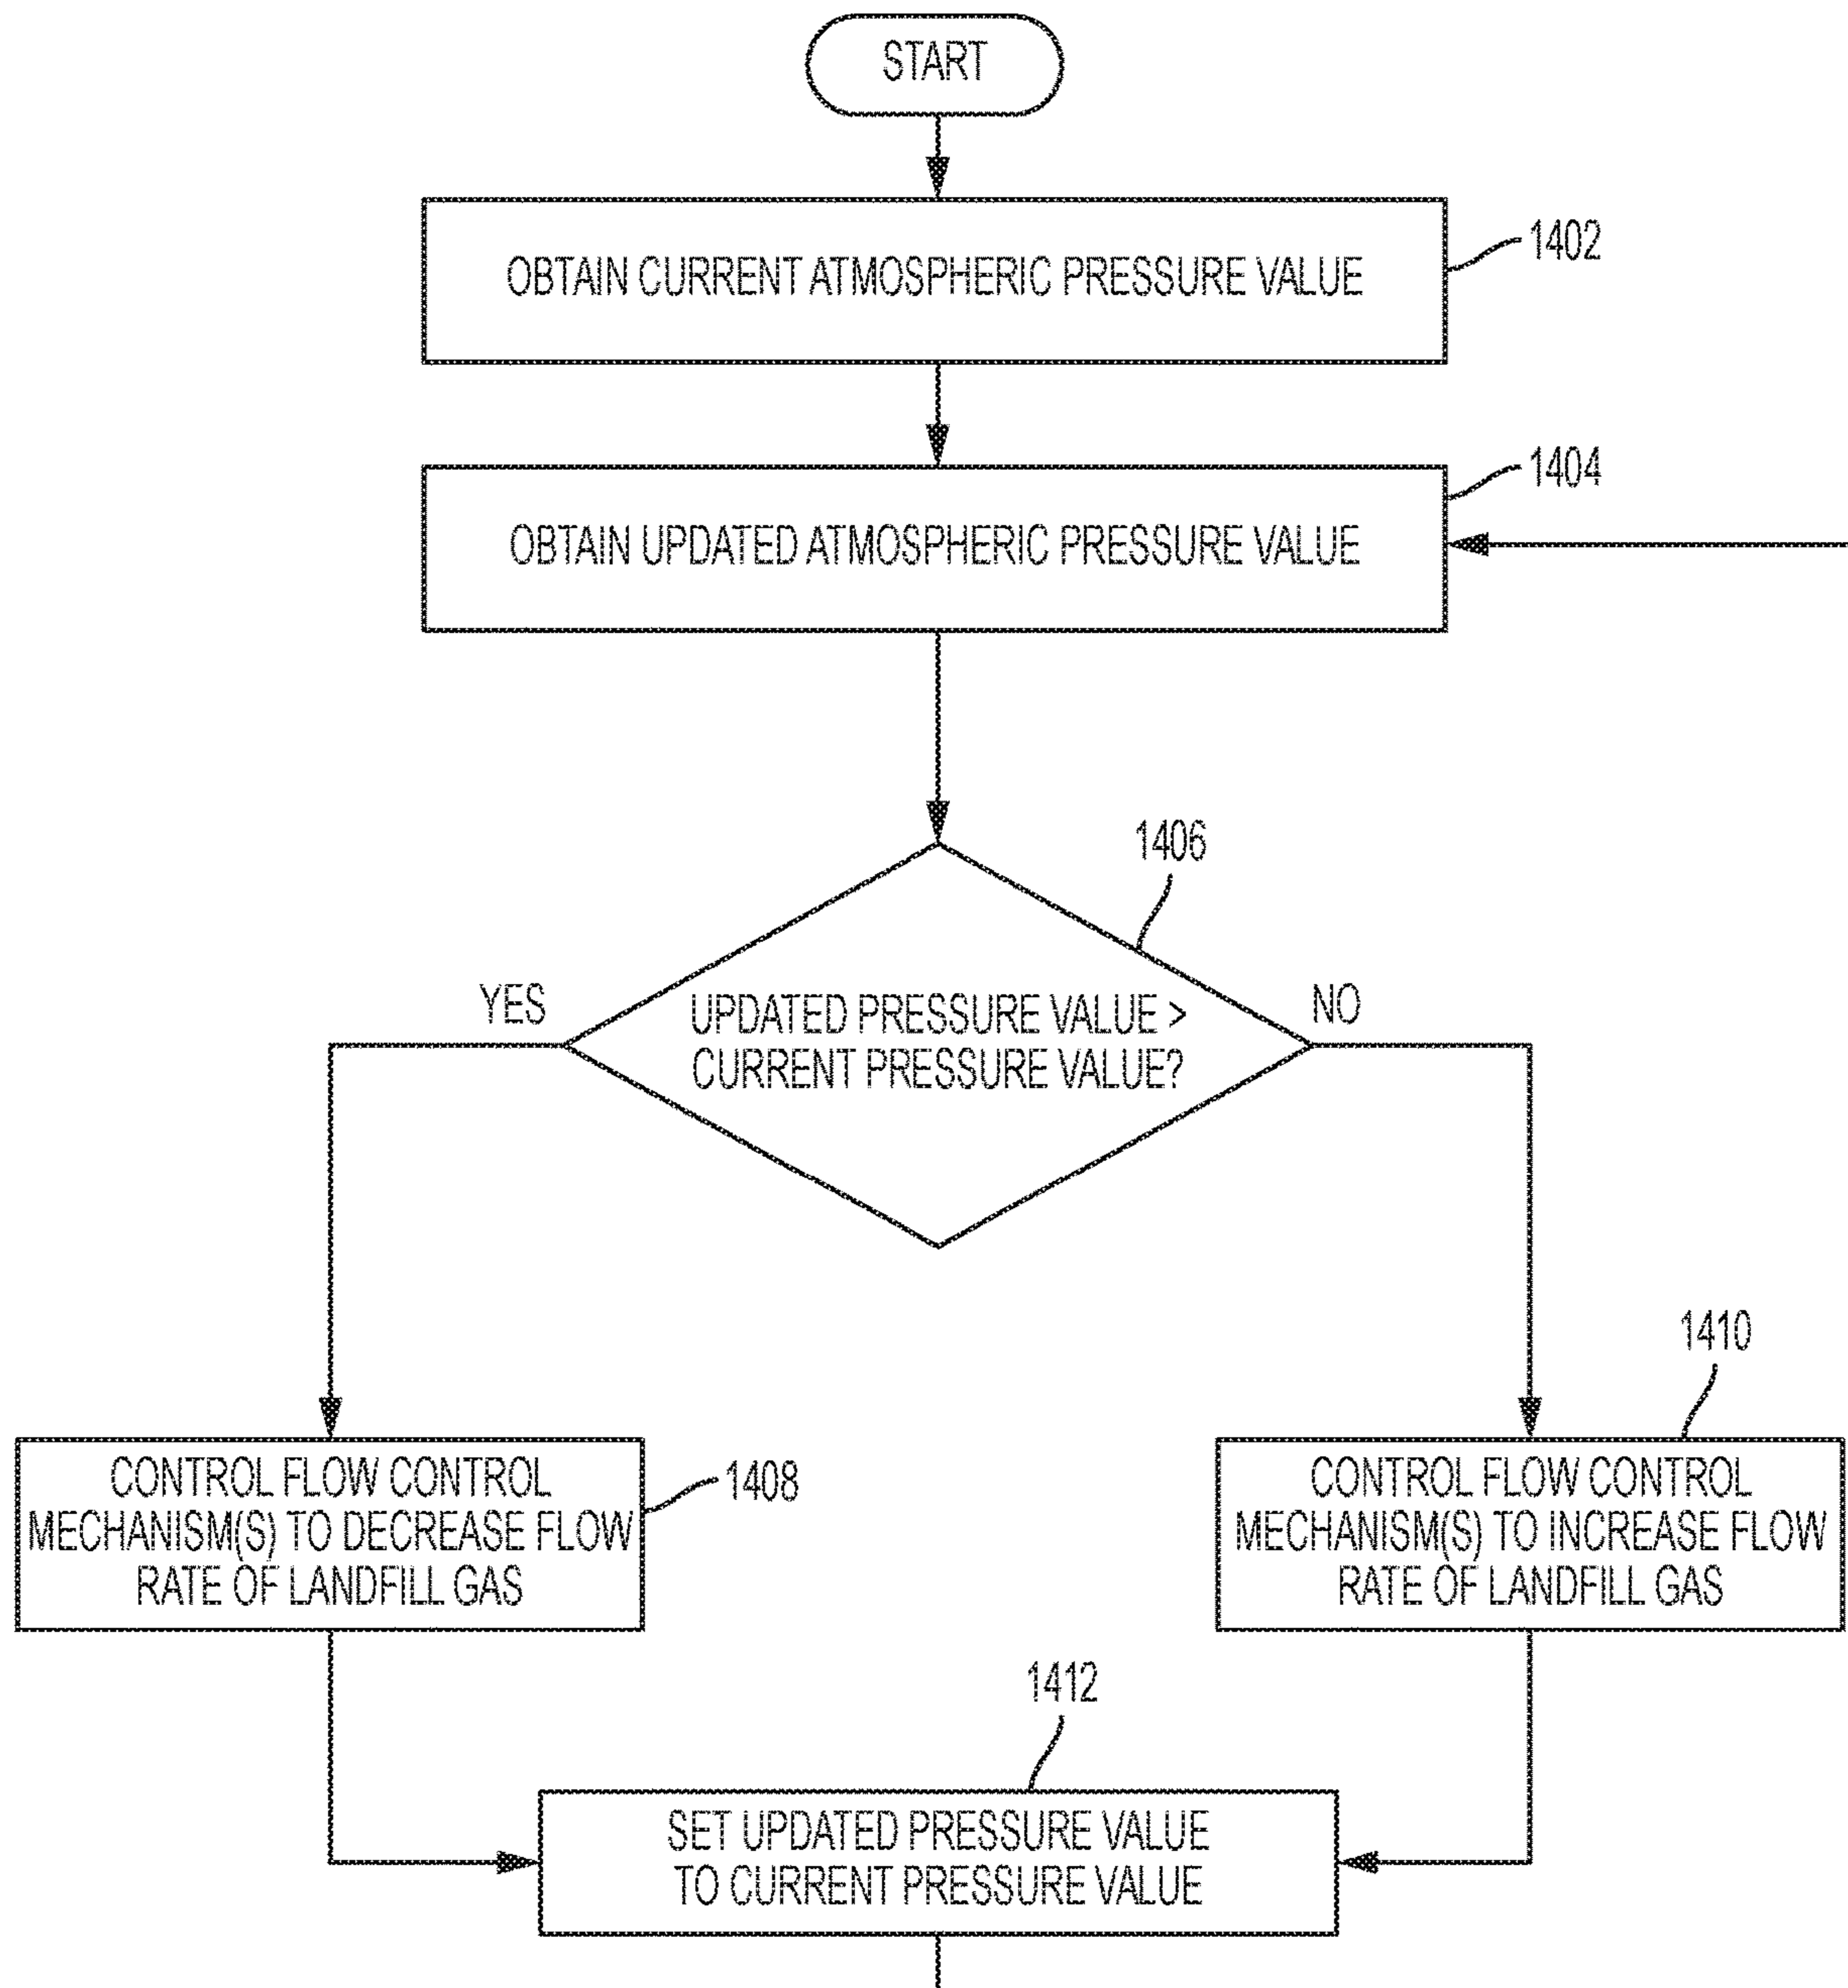 START
OBTAIN CURRENT ATMOSPHERIC PRESSURE VALUE
1402
OBTAIN UPDATED ATMOSPHERIC PRESSURE VALUE
1404
1406
UPDATED PRESSURE VALUE >
CURRENT PRESSURE VALUE?
YES
NO
CONTROL FLOW CONTROL
MECHANISM(S) TO DECREASE FLOW
RATE OF LANDFILL GAS
1408
1410
CONTROL FLOW CONTROL
MECHANISM(S) TO INCREASE FLOW
RATE OF LANDFILL GAS
1412
SET UPDATED PRESSURE VALUE
TO CURRENT PRESSURE VALUE